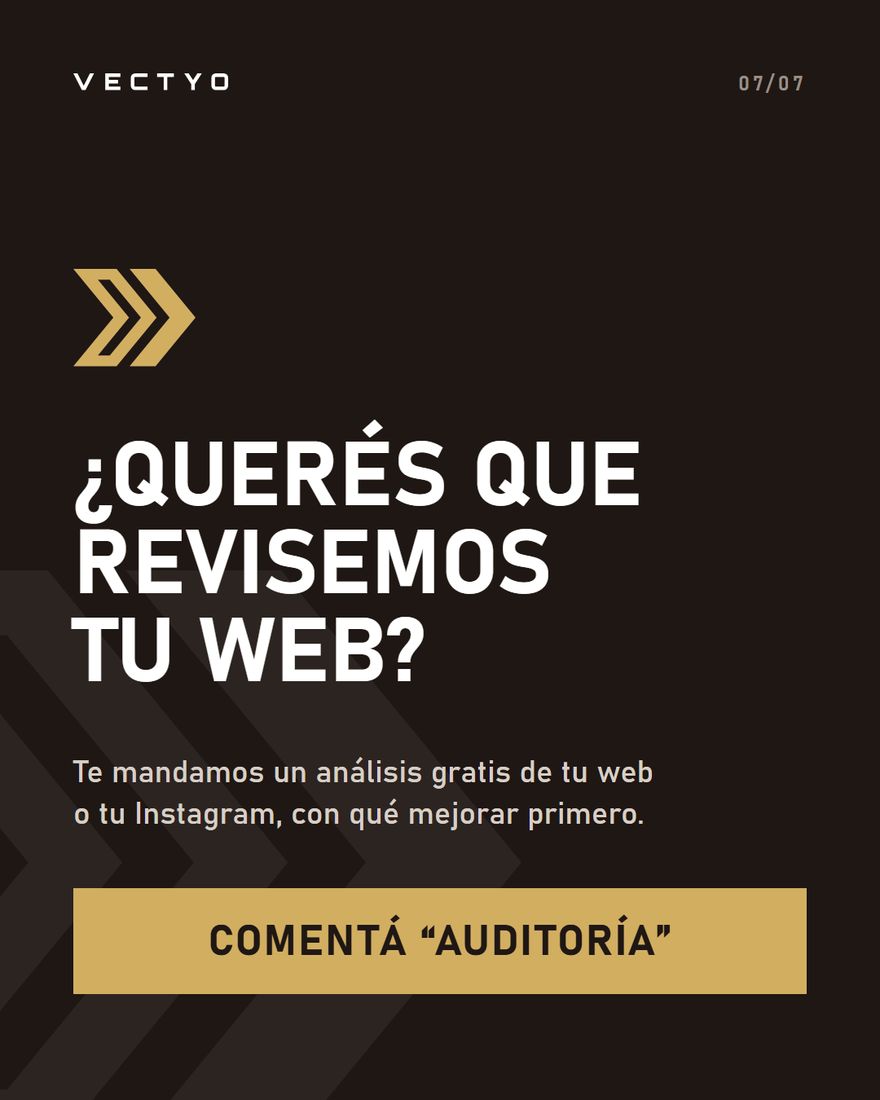 VECTYO
07/07
¿QUERÉS QUE
REVISEMOS
TU WEB?
Te mandamos un análisis gratis de tu web
o tu Instagram, con qué mejorar primero.
COMENTÁ “AUDITORÍA”